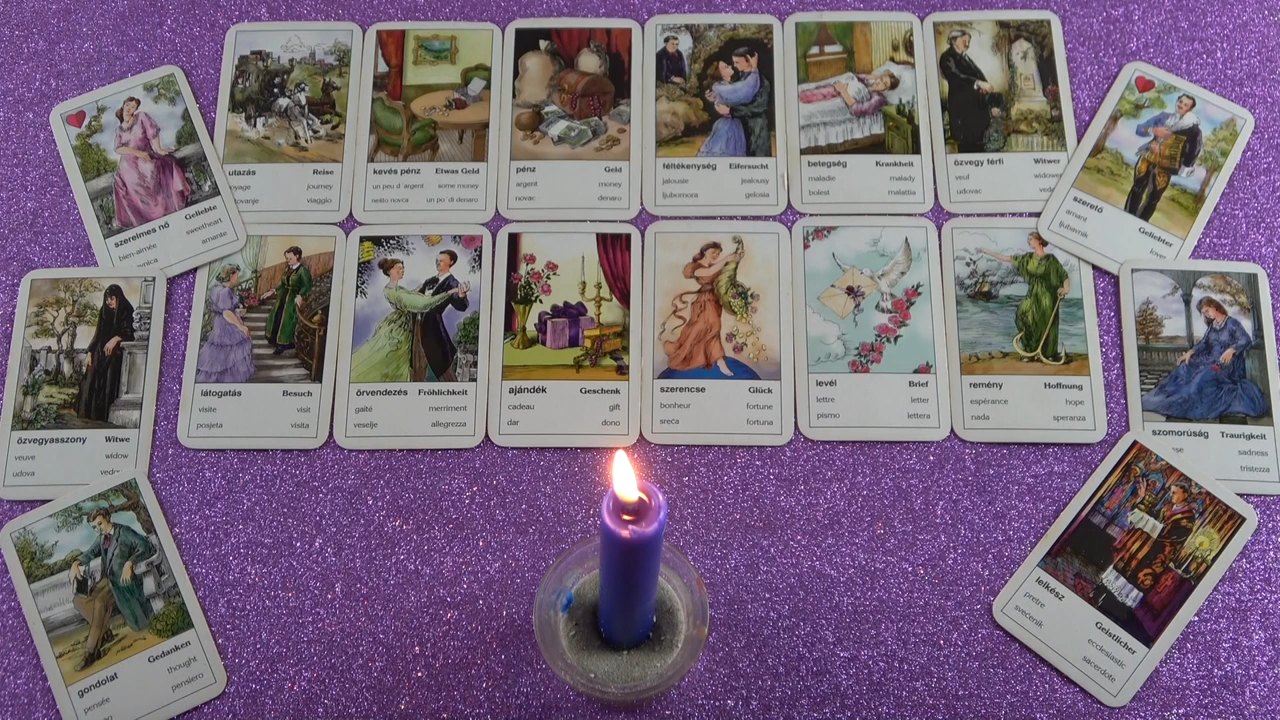 utazás Reise
journey
viaggio
kevés pénz Etwas Geld
un peu d argent some money
nešto novca un po' di denaro
pénz Geld
argent money
novac denaro
féltékenység Eifersucht
jalousie jealousy
ljubomora gelosia
betegség Krankheit
maladie malady
bolest malattia
özvegy férfi Witwer
veuf widower
udovac
szerelmes nő Geliebte
bien-aimée sweetheart
amante
szerető Geliebter
amant
ljubavnik
özvegyasszony Witwe
veuve widow
udova
látogatás Besuch
visite visit
posjeta visita
örvendezés Fröhlichkeit
gaité merriment
veselje allegrezza
ajándék Geschenk
cadeau gift
dar dono
szerencse Glück
bonheur fortune
sreća fortuna
levél Brief
lettre letter
pismo lettera
remény Hoffnung
espérance hope
nada speranza
szomorúság Traurigkeit
sadness
tristezza
gondolat Gedanken
pensée thought
pensiero
lelkész Geistlicher
pretre ecclesiastic
svećenik sacerdote